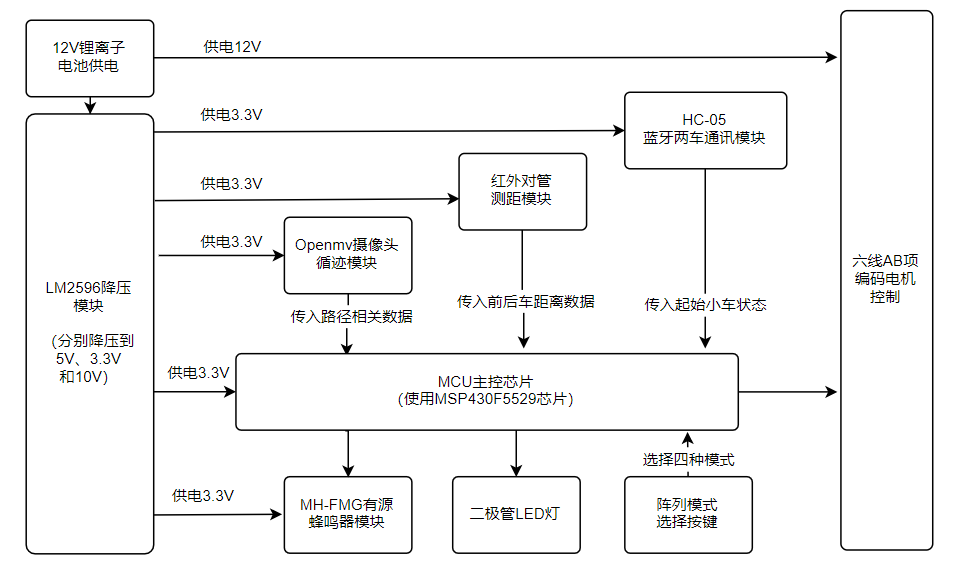 12V锂离子
电池供电
供电12V
供电3.3V
HC-05
蓝牙两车通讯模块
供电3.3V
红外对管
测距模块
供电3.3V
Openmv摄像头
循迹模块
LM2596降压
模块
(分别降压到
5V、3.3V
和10V)
六线AB项
编码电机
控制
传入路径相关数据
传入前后车距离数据
传入起始小车状态
供电3.3V
MCU主控芯片
(使用MSP430F5529芯片)
选择四种模式
供电3.3V
MH-FMG有源
蜂鸣器模块
二极管LED灯
阵列模式
选择按键